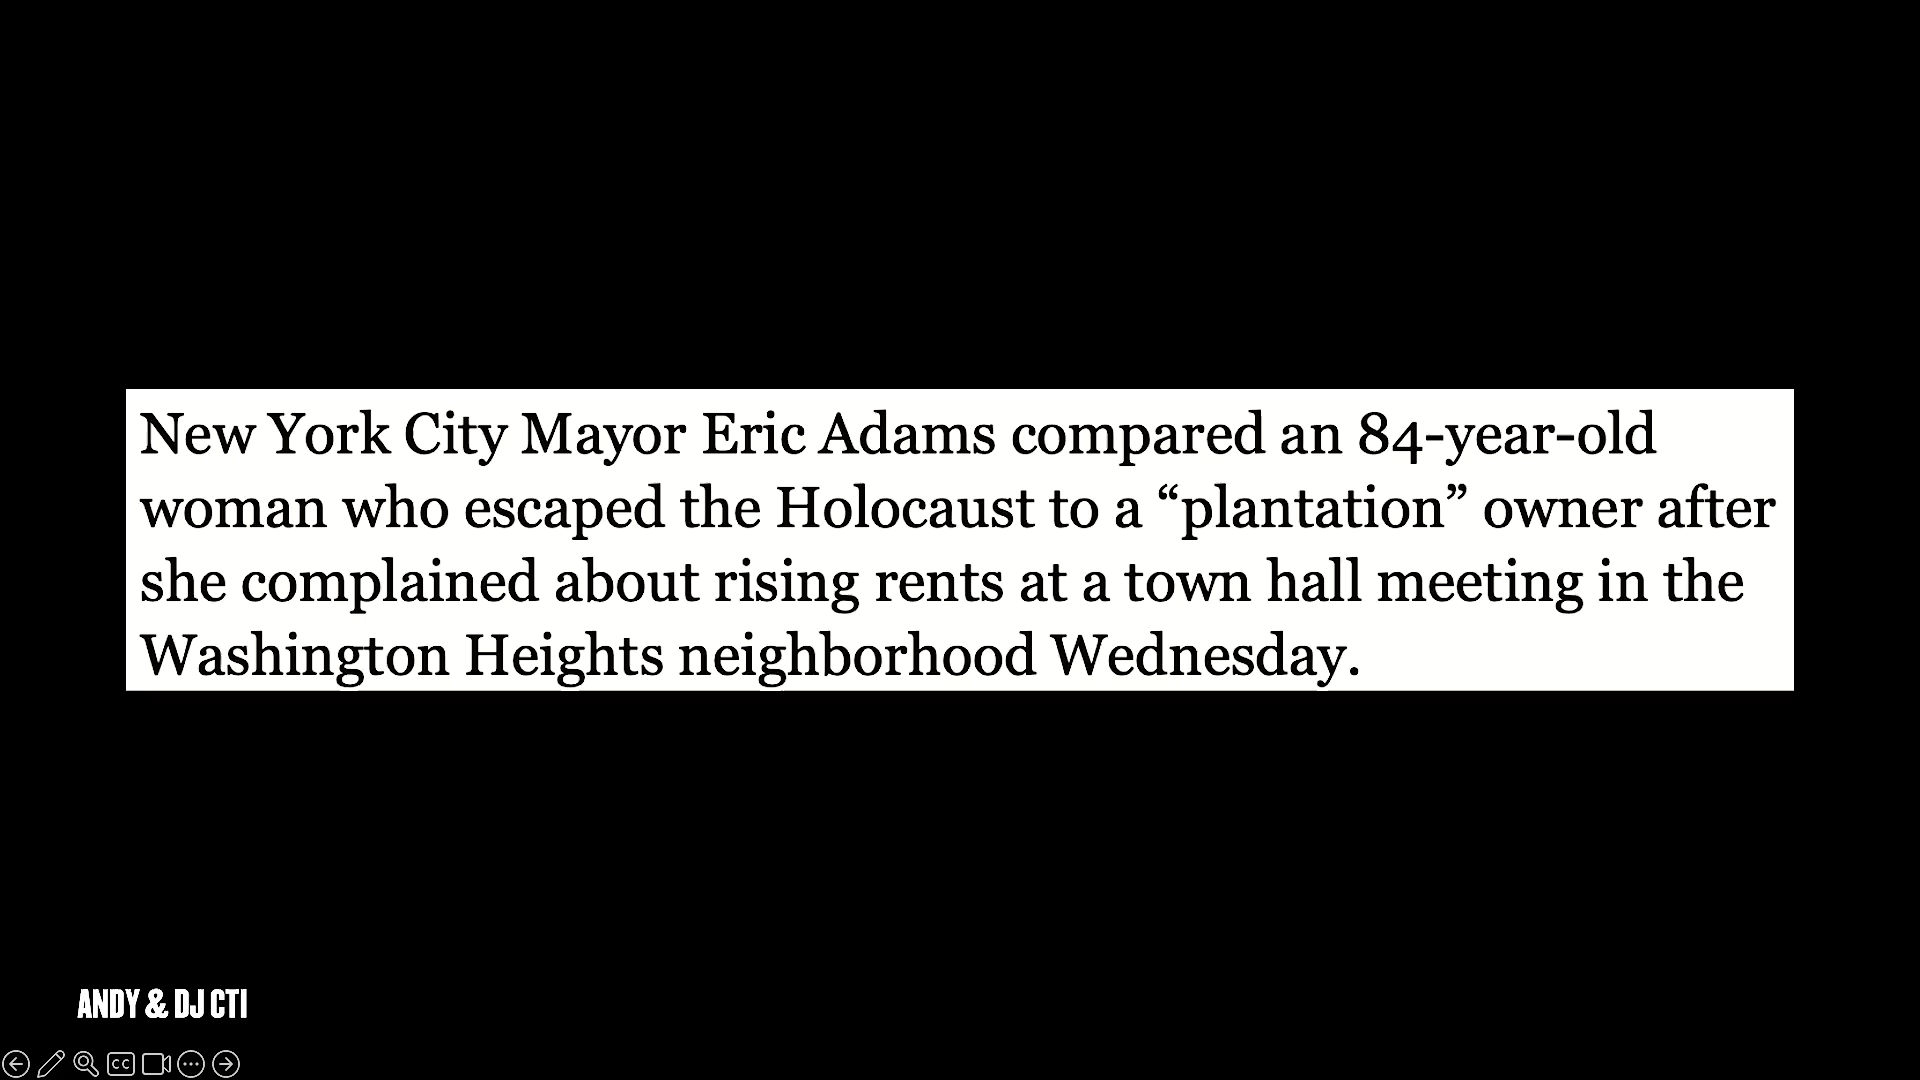 New York City Mayor Eric Adams compared an 84-year-old
woman who escaped the Holocaust to a “plantation” owner after
she complained about rising rents at a town hall meeting in the
Washington Heights neighborhood Wednesday.
ANDY & DJ CTI
CC